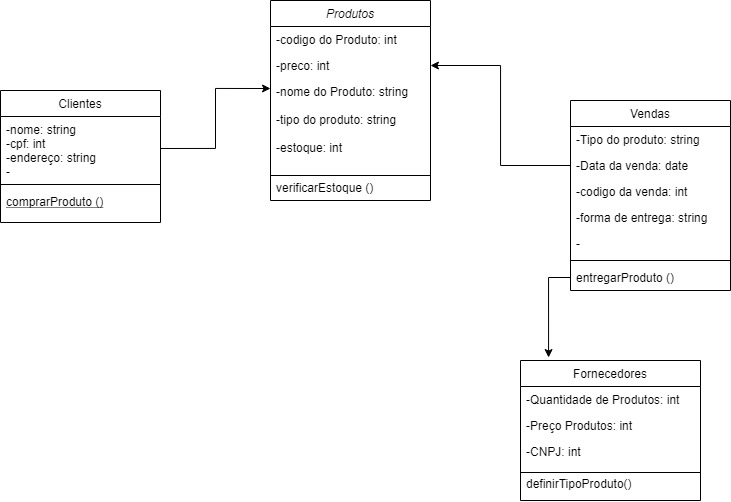 Produtos
-codigo do Produto: int
-preco: int
-nome do Produto: string
-tipo do produto: string
-estoque: int
verificarEstoque ()
Clientes
-nome: string
-cpf: int
-endereço: string
-
comprarProduto ()
Vendas
-Tipo do produto: string
-Data da venda: date
-codigo da venda: int
-forma de entrega: string
-
entregarProduto ()
Fornecedores
-Quantidade de Produtos: int
-Preço Produtos: int
-CNPJ: int
definirTipoProduto()